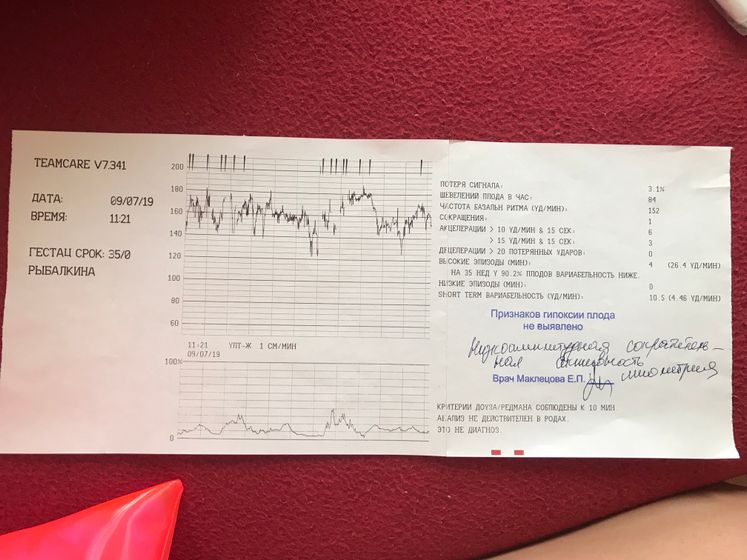 TEAMCARE V7.341
ДАТА: 09/07/19
ВРЕМЯ: 11:21
ГЕСТАЦ СРОК: 35/0
РЫБАЛКИНА
200
180
160
140
120
100
80
60
11:21 УЛТ-Ж 1 СМ/МИН
09/07/19
100%
0
ПОТЕРЯ СИГНАЛА: 3.1%
ШЕВЕЛЕНИЙ ПЛОДА В ЧАС: 84
ЧАСТОТА БАЗАЛЬН РИТМА (УД/МИН): 152
СОКРАЩЕНИЯ: 1
АКЦЕЛЕРАЦИИ > 10 УД/МИН & 15 СЕК: 6
> 15 УД/МИН & 15 СЕК: 3
ДЕЦЕЛЕРАЦИИ > 20 ПОТЕРЯННЫХ УДАРОВ: 0
ВЫСОКИЕ ЭПИЗОДЫ (МИН): 4 (26.4 УД/МИН)
НА 35 НЕД У 90.2% ПЛОДОВ ВАРИАБЕЛЬНОСТЬ НИЖЕ.
НИЗКИЕ ЭПИЗОДЫ (МИН): 0
SHORT TERM ВАРИАБЕЛЬНОСТЬ (УД/МИН): 10.5 (4.46 УД/МИН)
Признаков гипоксии плода
не выявлено
Низкоамплитудная сократитель-
ная активность
миометрия
Врач Маклецова Е.П.
КРИТЕРИИ ДОУЗА/РЕДМАНА СОБЛЮДЕНЫ К 10 МИН.
АНАЛИЗ НЕ ДЕЙСТВИТЕЛЕН В РОДАХ.
ЭТО НЕ ДИАГНОЗ.